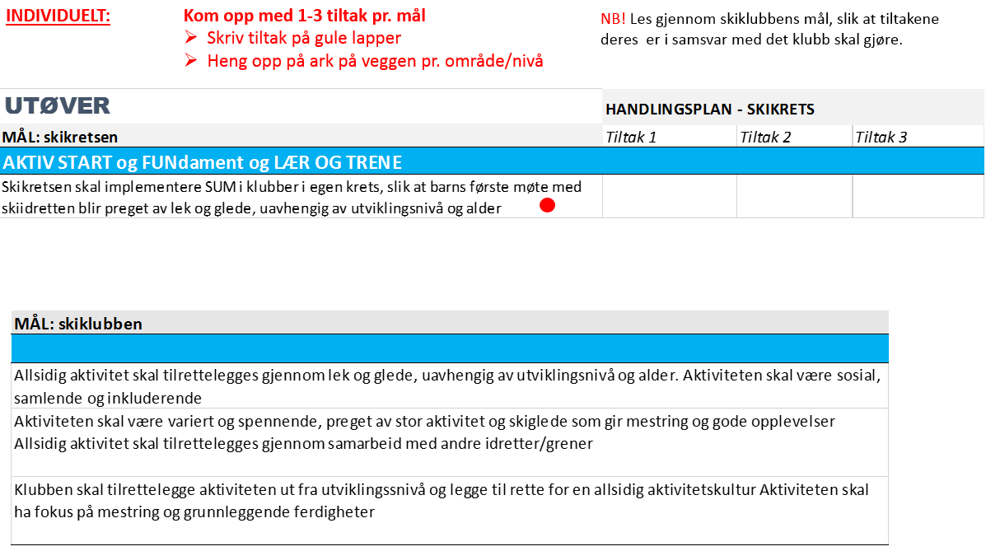 INDIVIDUELT:
Kom opp med 1-3 tiltak pr. mål
➢ Skriv tiltak på gule lapper
➢ Heng opp på ark på veggen pr. område/nivå
NB! Les gjennom skiklubbens mål, slik at tiltakene
deres er i samsvar med det klubb skal gjøre.
UTØVER
HANDLINGSPLAN - SKIKRETS
MÅL: skikretsen
Tiltak 1
Tiltak 2
Tiltak 3
AKTIV START og FUNdament og LÆR OG TRENE
Skikretsen skal implementere SUM i klubber i egen krets, slik at barns første møte med
skiidretten blir preget av lek og glede, uavhengig av utviklingsnivå og alder
MÅL: skiklubben
Allsidig aktivitet skal tilrettelegges gjennom lek og glede, uavhengig av utviklingsnivå og alder. Aktiviteten skal være sosial,
samlende og inkluderende
Aktiviteten skal være variert og spennende, preget av stor aktivitet og skiglede som gir mestring og gode opplevelser
Allsidig aktivitet skal tilrettelegges gjennom samarbeid med andre idretter/grener
Klubben skal tilrettelegge aktiviteten ut fra utviklingssnivå og legge til rette for en allsidig aktivitetskultur Aktiviteten skal
ha fokus på mestring og grunnleggende ferdigheter